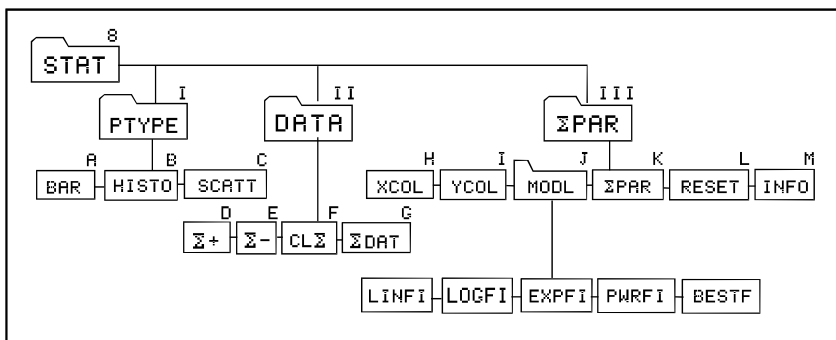 8
STAT
I II III
PTYPE DATA ΣPAR
A B C H I J K L M
BAR HISTO SCATT XCOL YCOL MODL ΣPAR RESET INFO
D E F G
Σ+ Σ- CLΣ ΣDAT
LINFI LOGFI EXPFI PWRFI BESTF